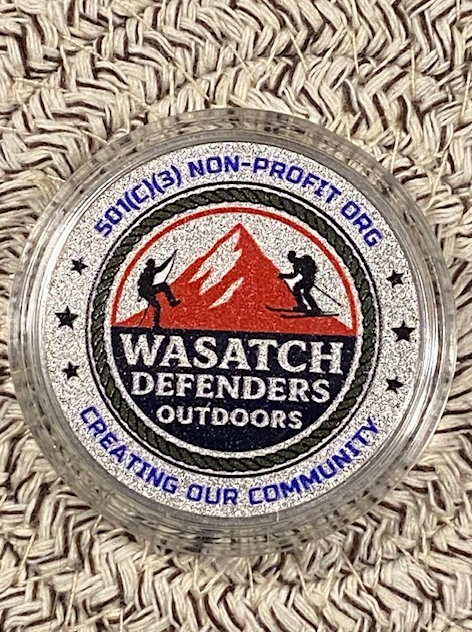 501(C)(3) NON-PROFIT ORG
WASATCH
DEFENDERS
OUTDOORS
CREATING OUR COMMUNITY